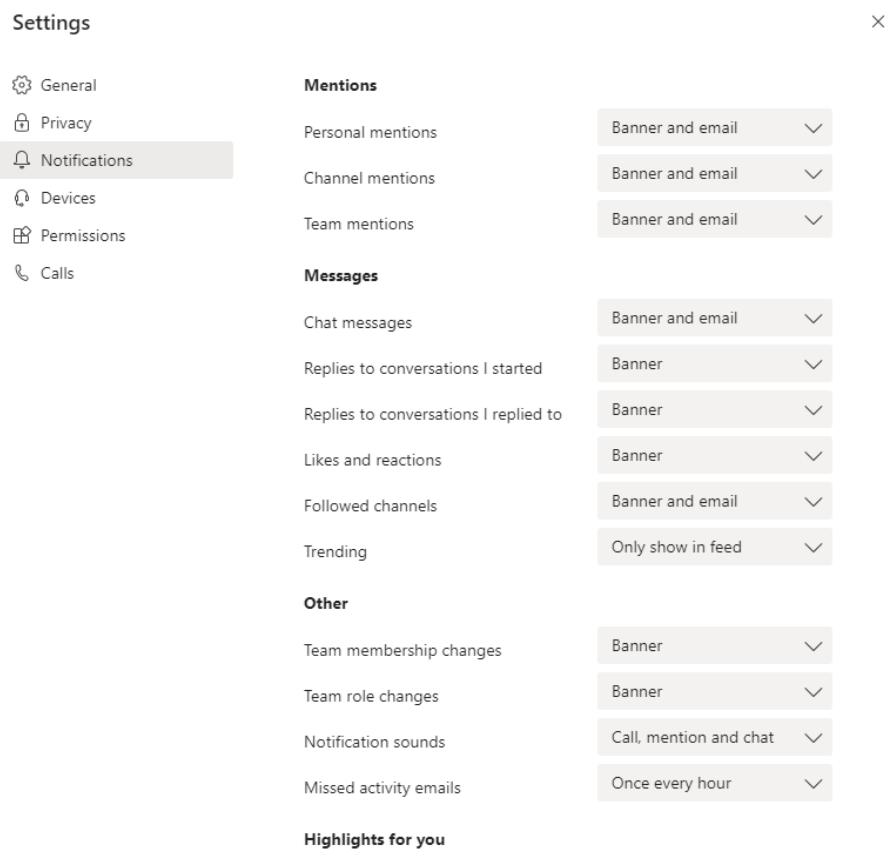 Settings
General
Privacy
Notifications
Devices
Permissions
Calls
Mentions
Personal mentions Banner and email
Channel mentions Banner and email
Team mentions Banner and email
Messages
Chat messages Banner and email
Replies to conversations I started Banner
Replies to conversations I replied to Banner
Likes and reactions Banner
Followed channels Banner and email
Trending Only show in feed
Other
Team membership changes Banner
Team role changes Banner
Notification sounds Call, mention and chat
Missed activity emails Once every hour
Highlights for you